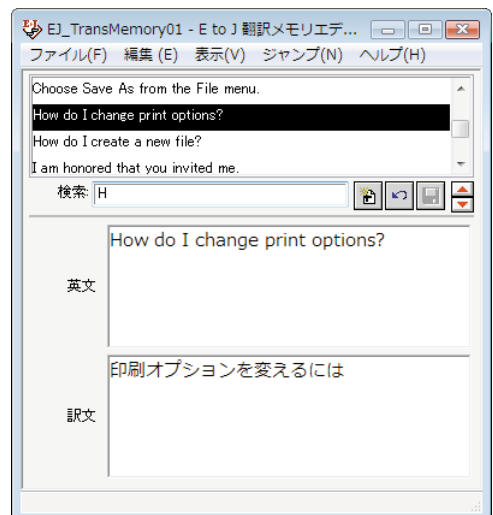 EJ_TransMemory01 - E to J 翻訳メモリエデ...
ファイル(F) 編集 (E) 表示(V) ジャンプ(N) ヘルプ(H)
Choose Save As from the File menu.
How do I change print options?
How do I create a new file?
I am honored that you invited me.
検索: H
How do I change print options?
英文
印刷オプションを変えるには
訳文